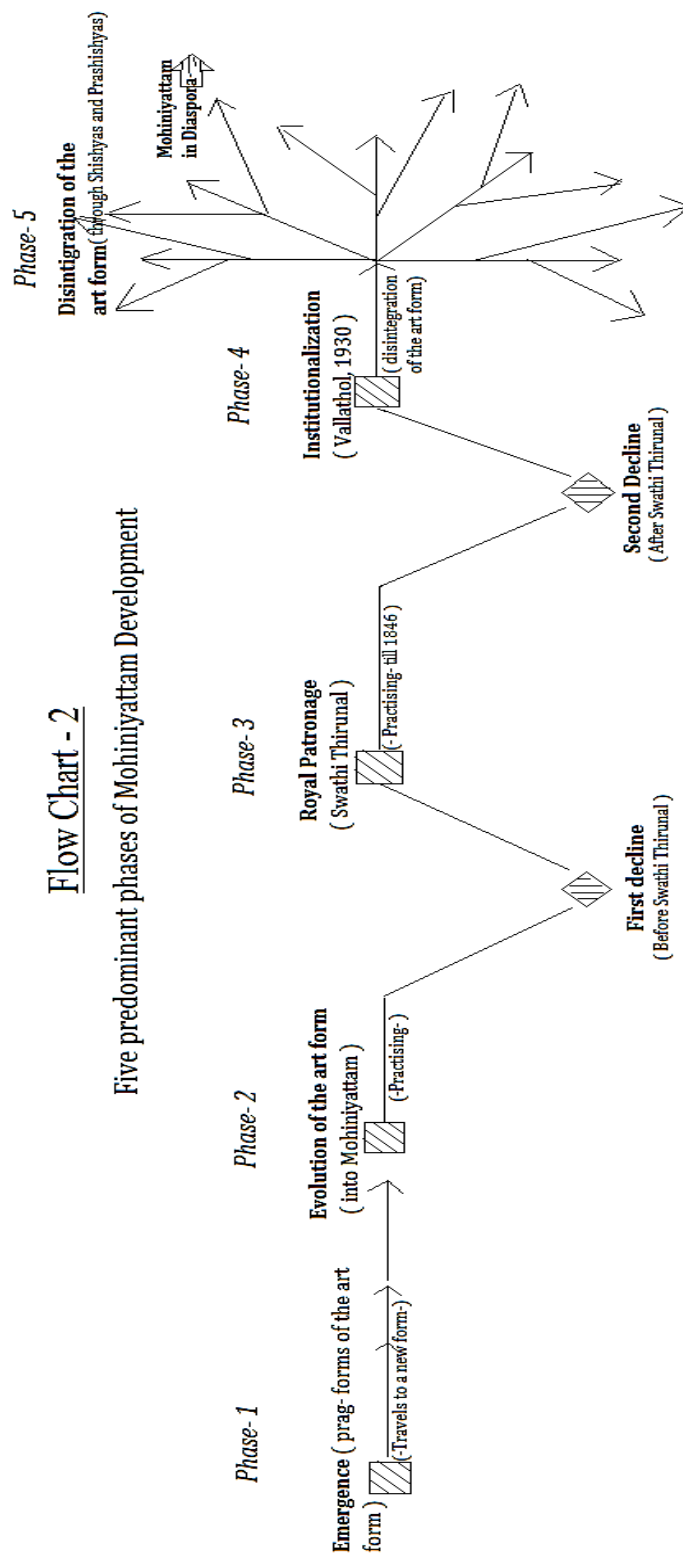 Flow Chart - 2
Five predominant phases of Mohiniyattam Development
Phase- 1
Emergence ( prag- forms of the art
form )
(-Travels to a new form-)
Phase- 2
Evolution of the art form
( into Mohiniyattam )
(-Practising-)
First decline
( Before Swathi Thirunal )
Phase- 3
Royal Patronage
( Swathi Thirunal )
(- Practising- till 1846 )
Second Decline
( After Swathi Thirunal )
Phase- 4
Institutionalization
( Vallathol, 1930 )
( disintegration
of the art form)
Phase- 5
Disintigration of the
art form( through Shishyas and Prashishyas)
Mohiniyattam
in Diaspora-